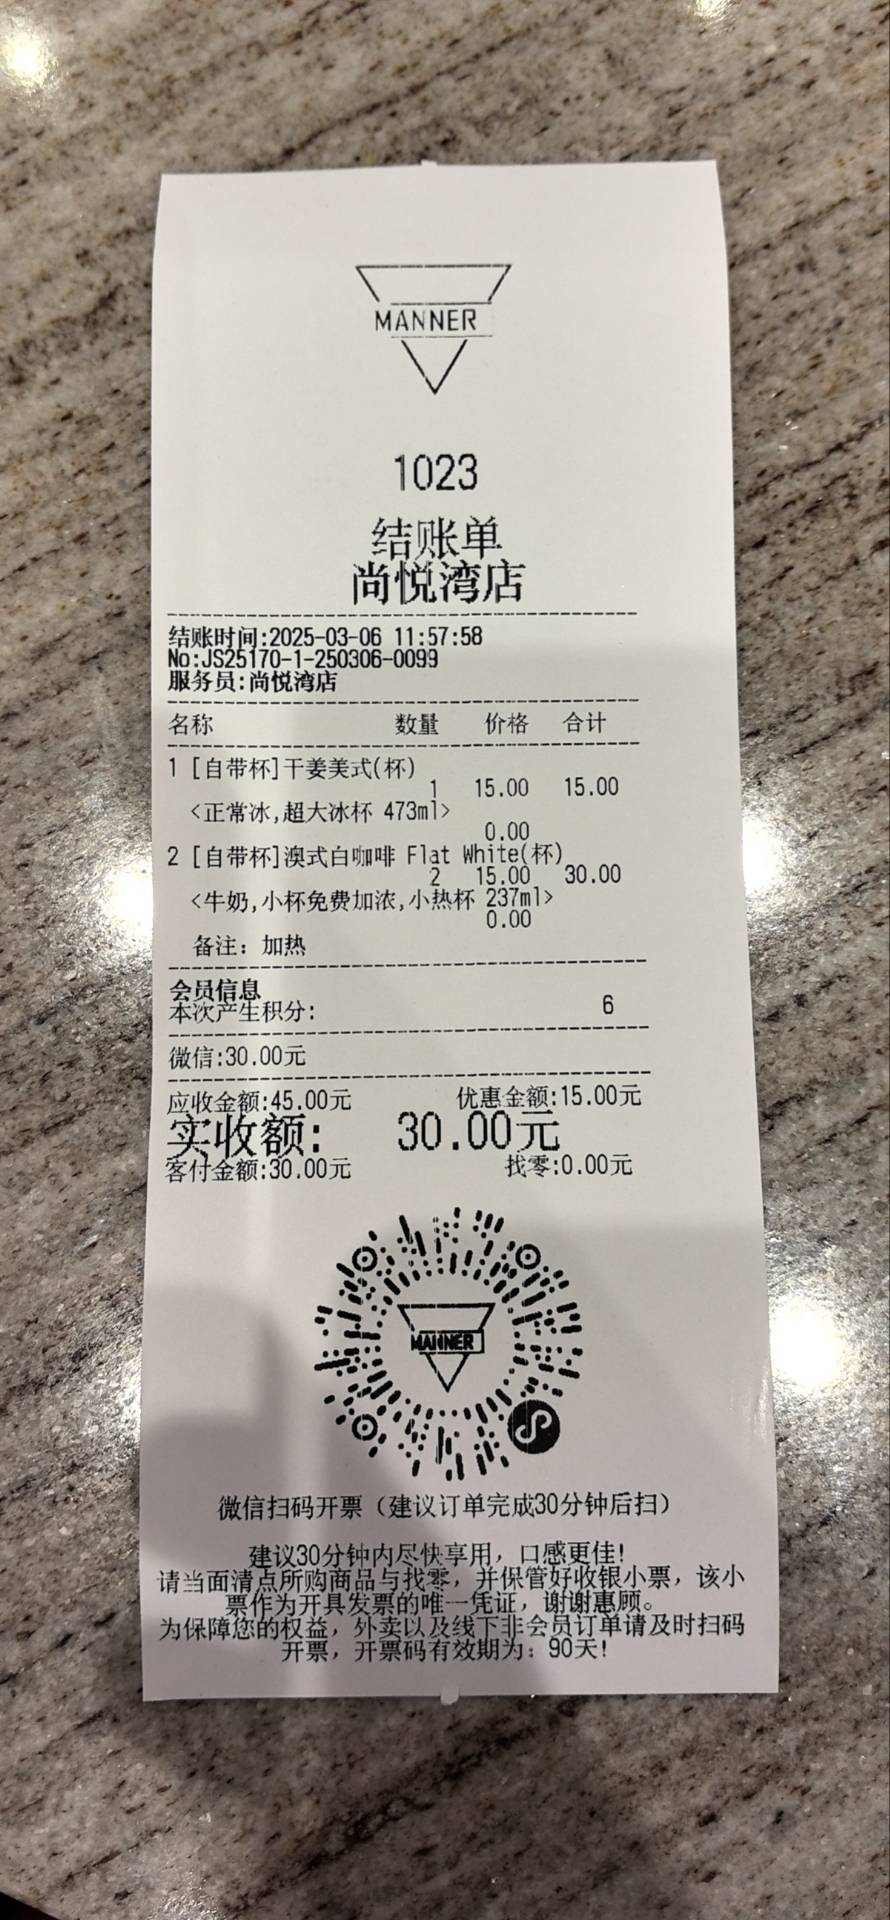 MANNER
1023
结账单
尚悦湾店
结账时间:2025-03-06 11:57:58
No:JS25170-1-250306-0099
服务员:尚悦湾店
名称 数量 价格 合计
1 [自带杯]干姜美式(杯)
1 15.00 15.00
<正常冰,超大冰杯 473ml>
0.00
2 [自带杯]澳式白咖啡 Flat White(杯)
2 15.00 30.00
<牛奶,小杯免费加浓,小热杯 237ml>
0.00
备注: 加热
会员信息
本次产生积分: 6
微信:30.00元
应收金额:45.00元 优惠金额:15.00元
实收额: 30.00元
客付金额:30.00元 找零:0.00元
MANNER
微信扫码开票（建议订单完成30分钟后扫）
建议30分钟内尽快享用，口感更佳!
请当面清点所购商品与找零，并保管好收银小票，该小
票作为开具发票的唯一凭证，谢谢惠顾。
为保障您的权益，外卖以及线下非会员订单请及时扫码
开票，开票码有效期为: 90天!